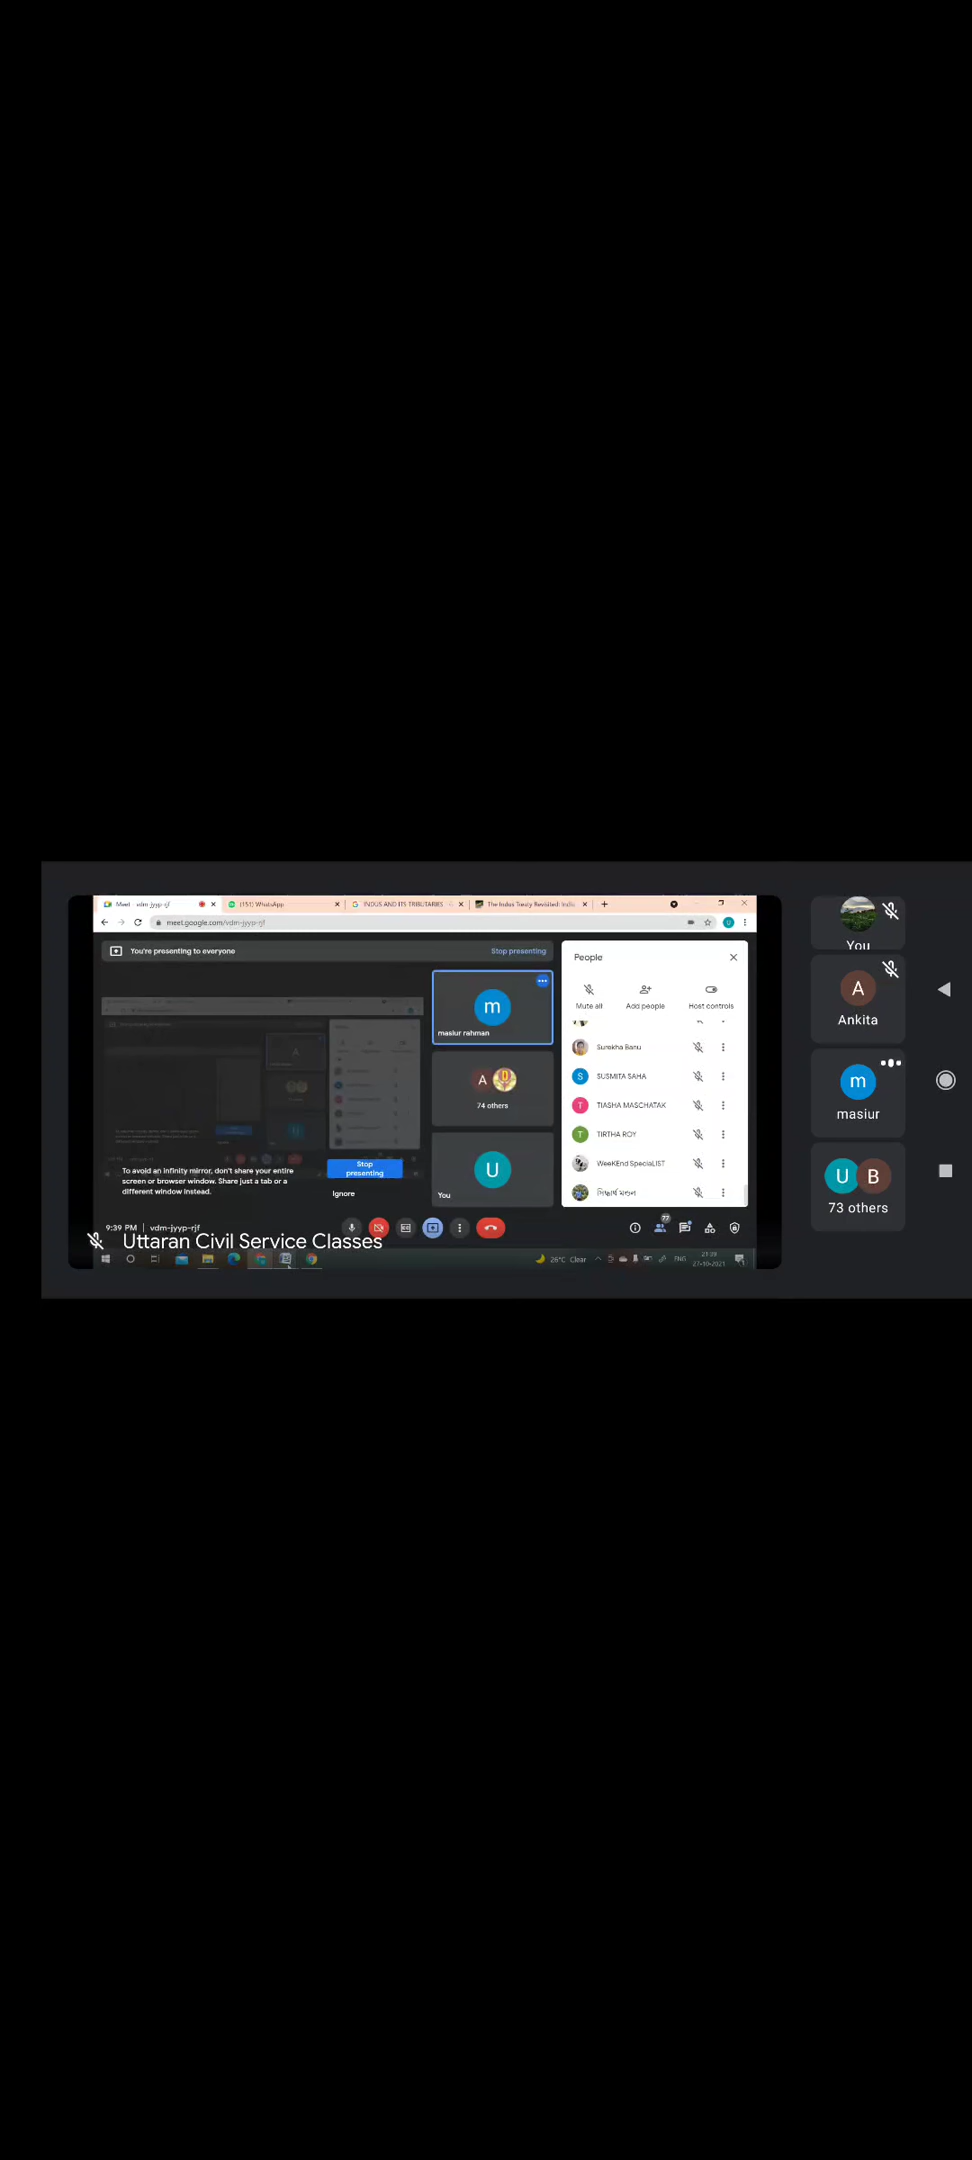 Meet - vdm-jyyp-rjf
(151) WhatsApp
INDUS AND ITS TRIBUTARIES - G
The Indus Treaty Revisited: India
meet.google.com/vdm-jyyp-rjf
U
You're presenting to everyone
Stop presenting
To avoid an infinity mirror, don't share your entire
screen or browser window. Share just a tab or a
different window instead.
Stop
presenting
Ignore
m
masiur rahman
A
74 others
U
You
People
Mute all
Add people
Host controls
Surekha Banu
S SUSMITA SAHA
T TIASHA MASCHATAK
T TIRTHA ROY
WeeKEnd SpeciaLIST
9:39 PM | vdm-jyyp-rjf
77
Uttaran Civil Service Classes
26°C Clear
ENG
21:39
27-10-2021
You
A
Ankita
m
masiur
U B
73 others